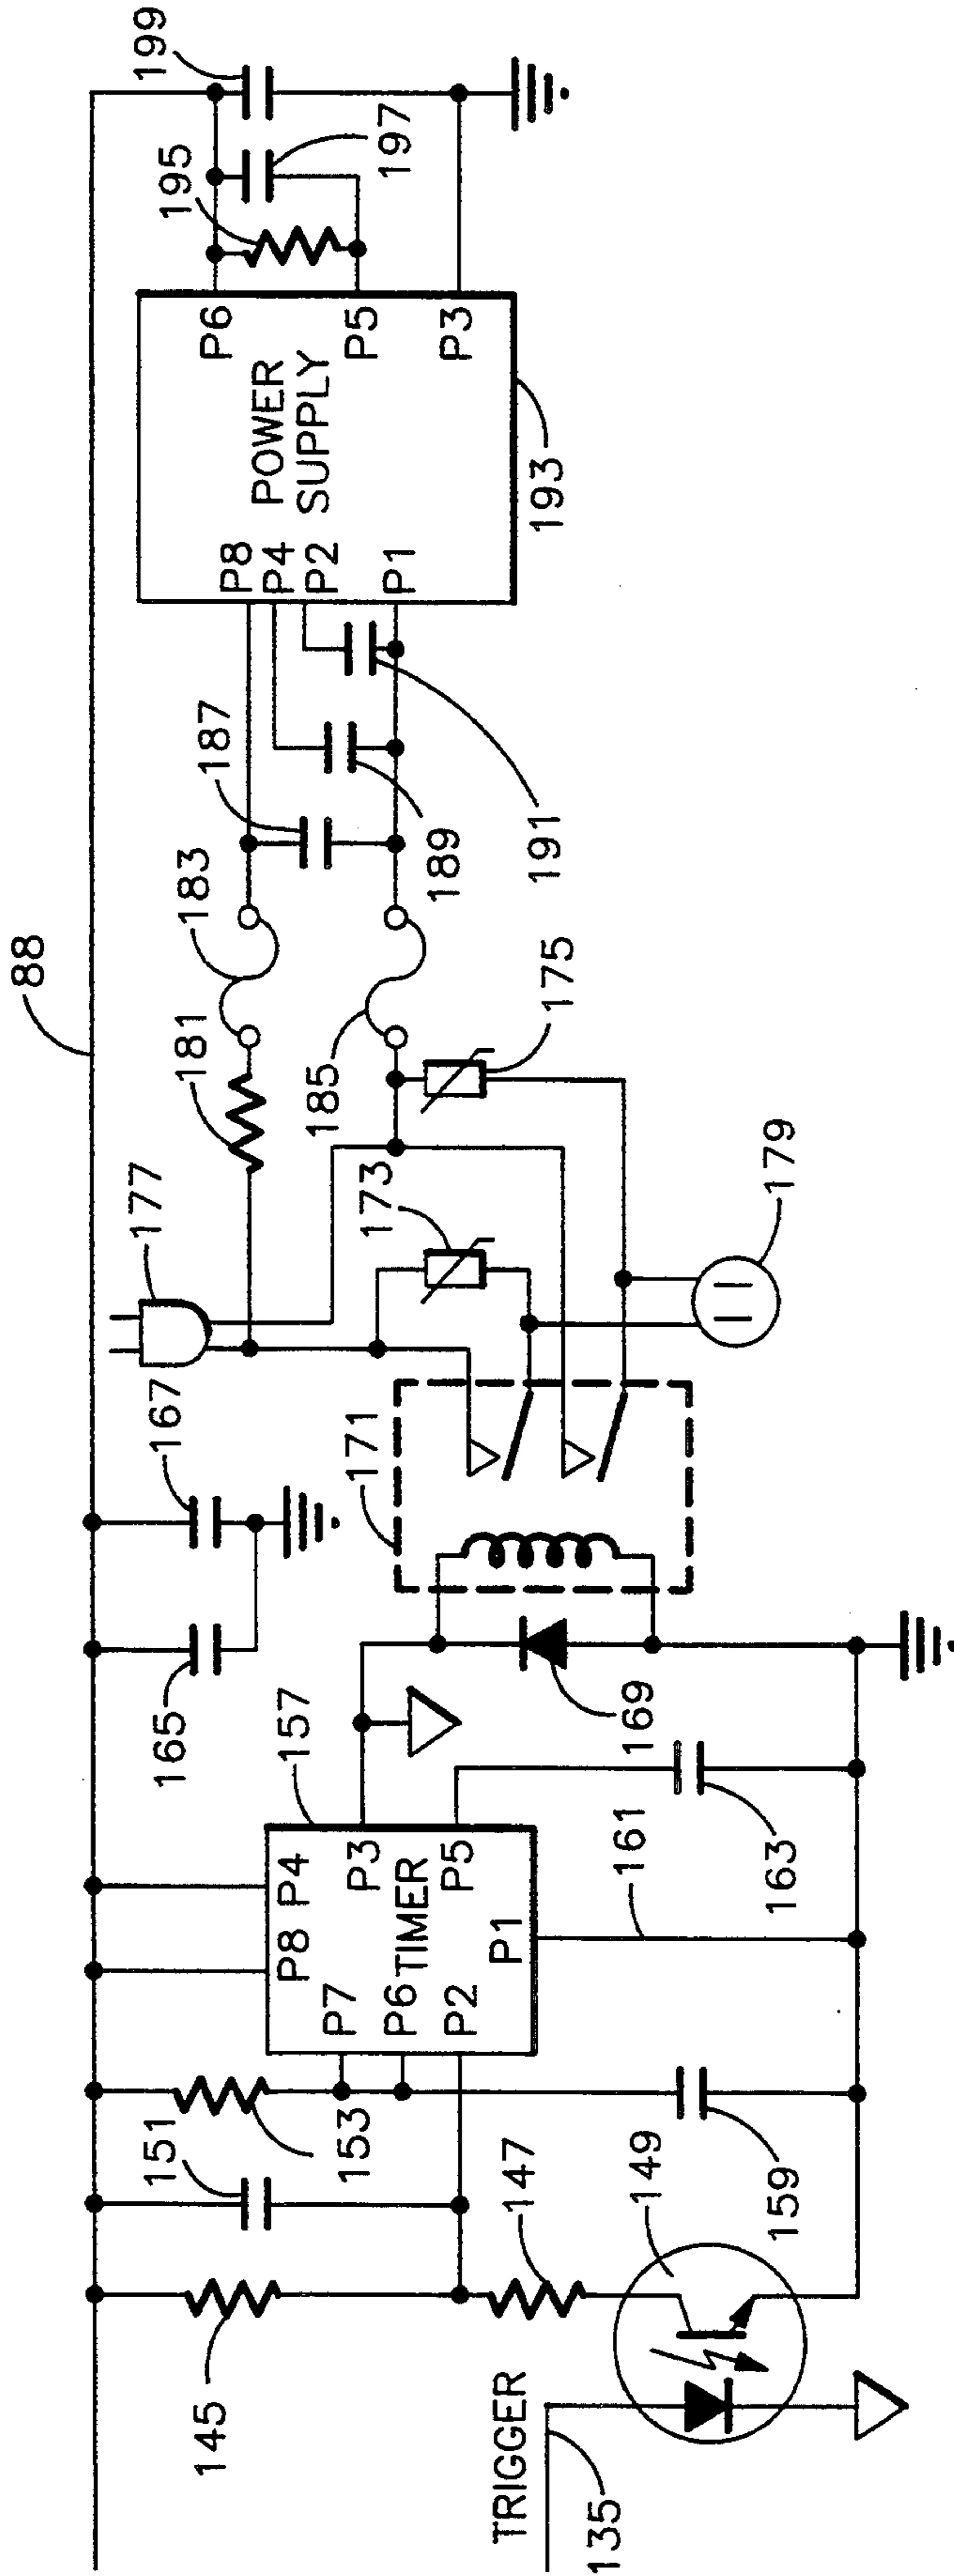 88
199
195
197
P6
P5
P3
POWER
SUPPLY
P8
P4
P2
P1
193
187
183
181
189
191
185
175
177
173
179
167
165
171
169
157
P8 P4
P3
P7
P6 TIMER
P5
P2
P1
151
153
145
147
149
159
161
163
TRIGGER
135